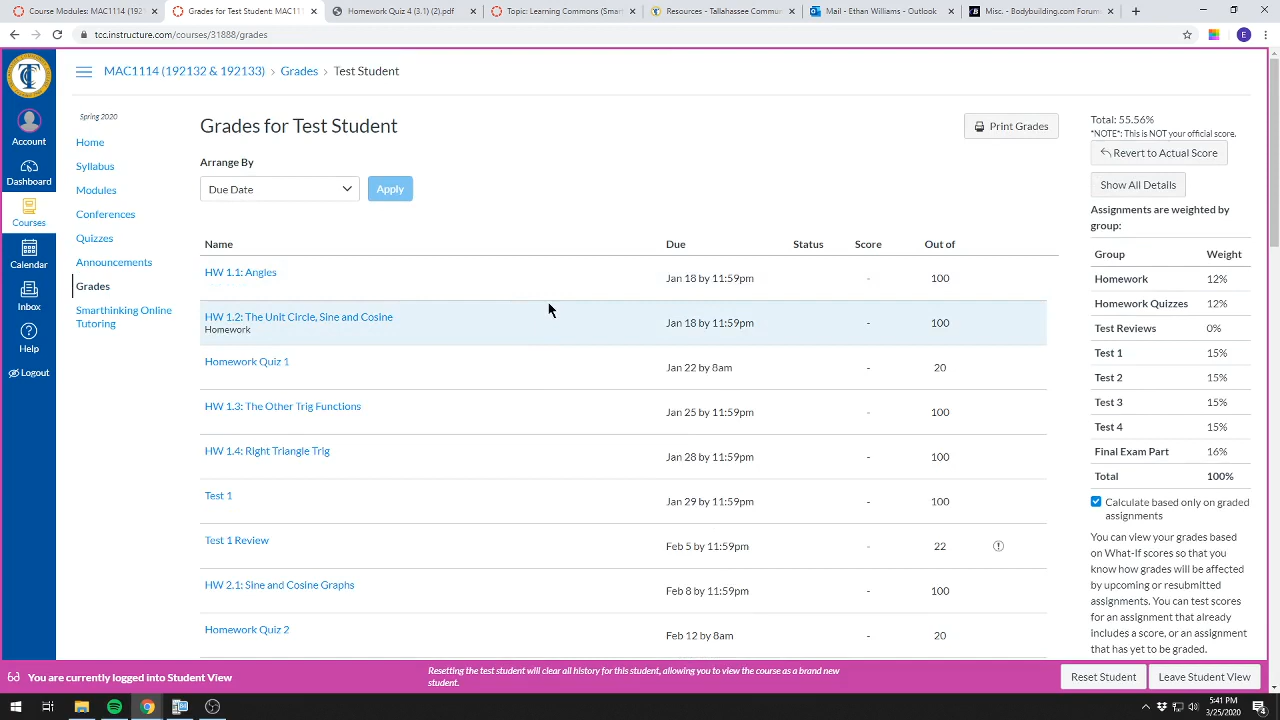 Course Modules: MAC1114 (192
Grades for Test Student: MAC11
Homework Quiz 4 (3.1) (2).pdf
Topic: Learning Commons (Smar
Resources - Tallahassee Commu
Mail - Ethan Williams - Outlook
Misc. - Bodybuilding.com Forum
tcc.instructure.com/courses/31888/grades
E
MAC1114 (192132 & 192133) > Grades > Test Student
Account
Dashboard
Courses
Calendar
Inbox
Help
Logout
Spring 2020
Home
Syllabus
Modules
Conferences
Quizzes
Announcements
Grades
Smarthinking Online
Tutoring
Grades for Test Student
Print Grades
Arrange By
Due Date
Apply
Name Due Status Score Out of
HW 1.1: Angles Jan 18 by 11:59pm - 100
HW 1.2: The Unit Circle, Sine and Cosine Jan 18 by 11:59pm - 100
Homework
Homework Quiz 1 Jan 22 by 8am - 20
HW 1.3: The Other Trig Functions Jan 25 by 11:59pm - 100
HW 1.4: Right Triangle Trig Jan 28 by 11:59pm - 100
Test 1 Jan 29 by 11:59pm - 100
Test 1 Review Feb 5 by 11:59pm - 22
HW 2.1: Sine and Cosine Graphs Feb 8 by 11:59pm - 100
Homework Quiz 2 Feb 12 by 8am - 20
Total: 55.56%
*NOTE*: This is NOT your official score.
Revert to Actual Score
Show All Details
Assignments are weighted by
group:
Group Weight
Homework 12%
Homework Quizzes 12%
Test Reviews 0%
Test 1 15%
Test 2 15%
Test 3 15%
Test 4 15%
Final Exam Part 16%
Total 100%
Calculate based only on graded
assignments
You can view your grades based
on What-If scores so that you
know how grades will be affected
by upcoming or resubmitted
assignments. You can test scores
for an assignment that already
includes a score, or an assignment
that has yet to be graded.
You are currently logged into Student View
Resetting the test student will clear all history for this student, allowing you to view the course as a brand new
student.
Reset Student
Leave Student View
5:41 PM
3/25/2020